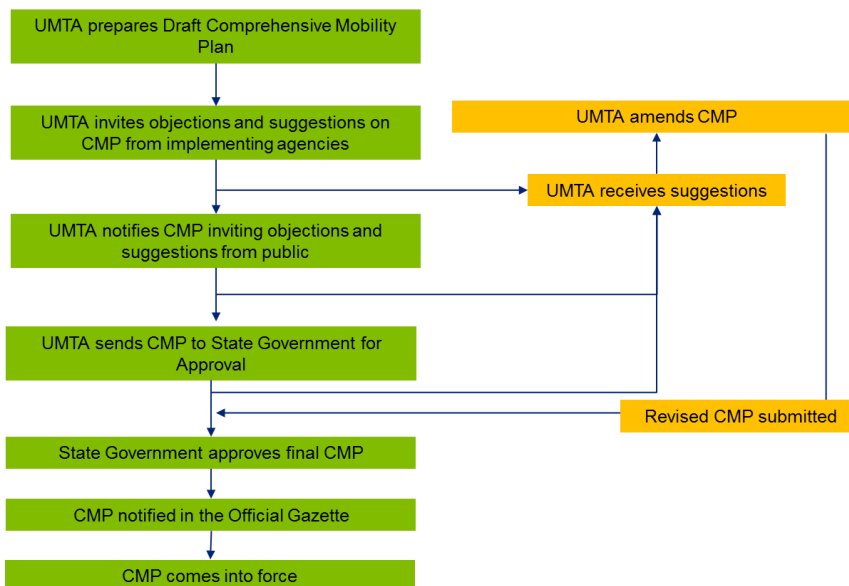 UMTA prepares Draft Comprehensive Mobility
Plan
UMTA invites objections and suggestions on
CMP from implementing agencies
UMTA amends CMP
UMTA receives suggestions
UMTA notifies CMP inviting objections and
suggestions from public
UMTA sends CMP to State Government for
Approval
Revised CMP submitted
State Government approves final CMP
CMP notified in the Official Gazette
CMP comes into force